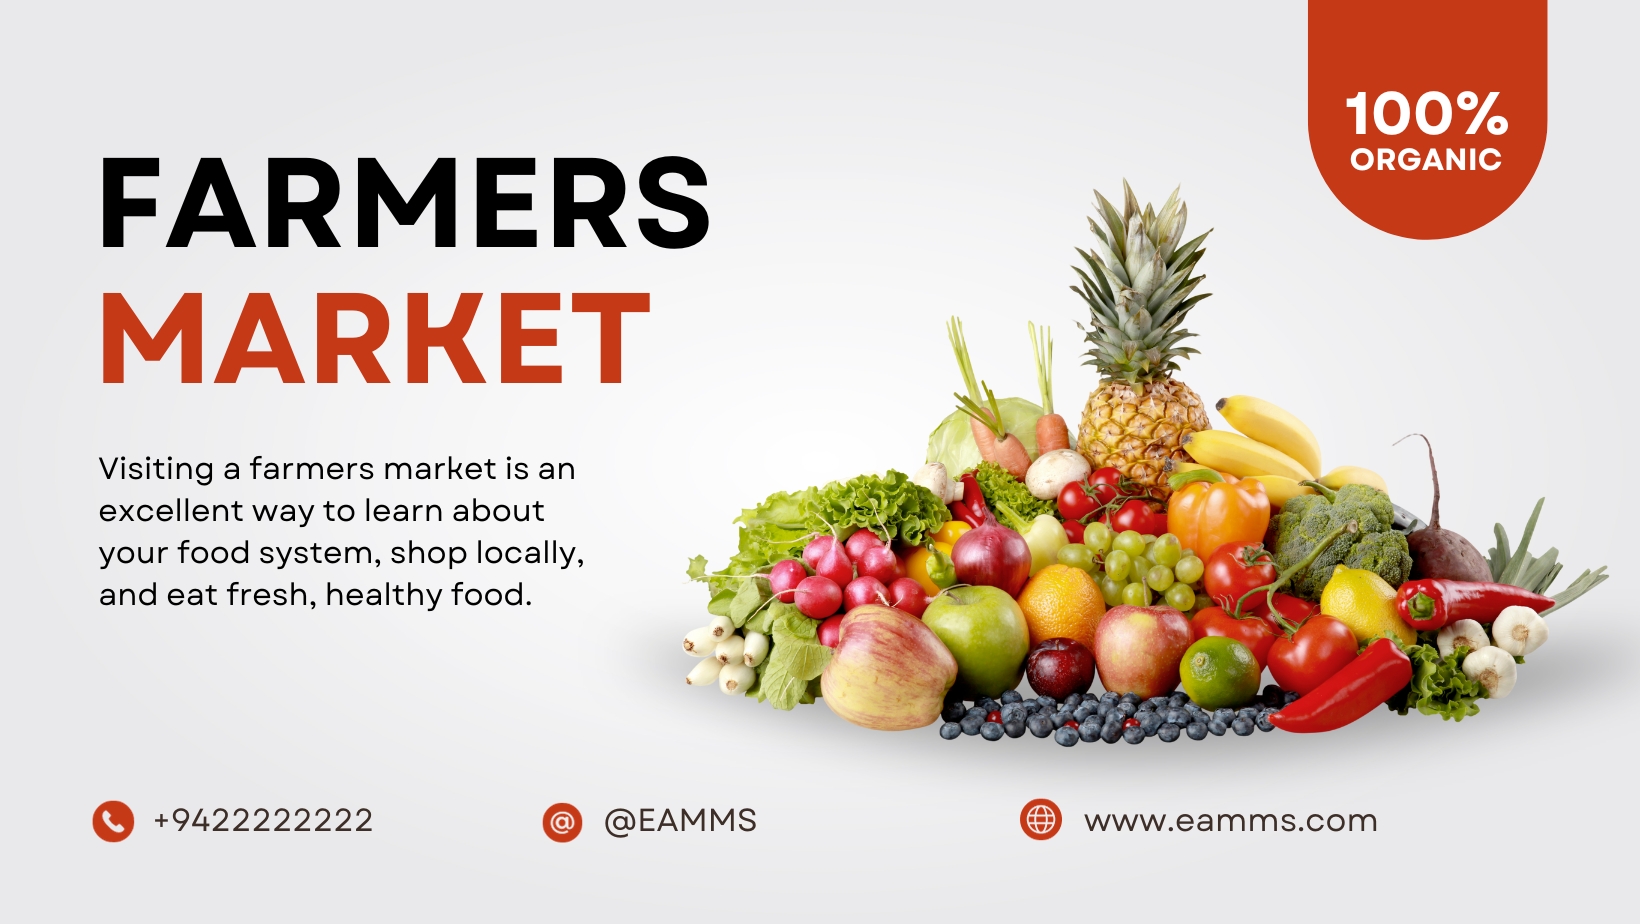 100%
ORGANIC
FARMERS
MARKET
Visiting a farmers market is an
excellent way to learn about
your food system, shop locally,
and eat fresh, healthy food.
+9422222222
@EAMMS
www.eamms.com